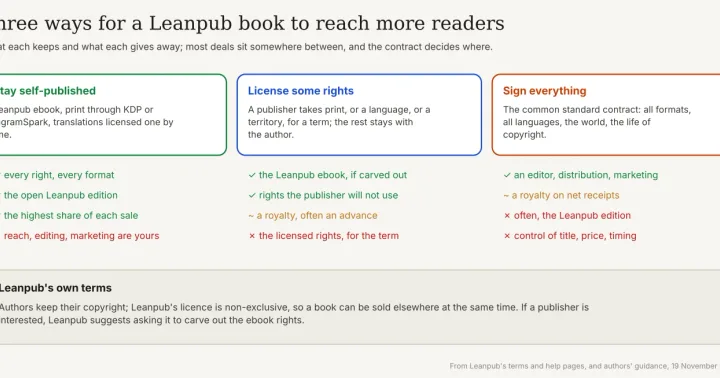 hree ways for a Leanpub book to reach more readers
at each keeps and what each gives away; most deals sit somewhere between, and the contract decides where.
tay self-published
eanpub ebook, print through KDP or
ngramSpark, translations licensed one by
me.
every right, every format
the open Leanpub edition
the highest share of each sale
reach, editing, marketing are yours
License some rights
A publisher takes print, or a language, or a
territory, for a term; the rest stays with
the author.
✓ the Leanpub ebook, if carved out
✓ rights the publisher will not use
~ a royalty, often an advance
× the licensed rights, for the term
Sign everything
The common standard contract: all formats,
all languages, the world, the life of
copyright.
✓ an editor, distribution, marketing
~ a royalty on net receipts
× often, the Leanpub edition
× control of title, price, timing
Leanpub's own terms
Authors keep their copyright; Leanpub's licence is non-exclusive, so a book can be sold elsewhere at the same time. If a publisher is
nterested, Leanpub suggests asking it to carve out the ebook rights.
From Leanpub's terms and help pages, and authors' guidance, 19 November